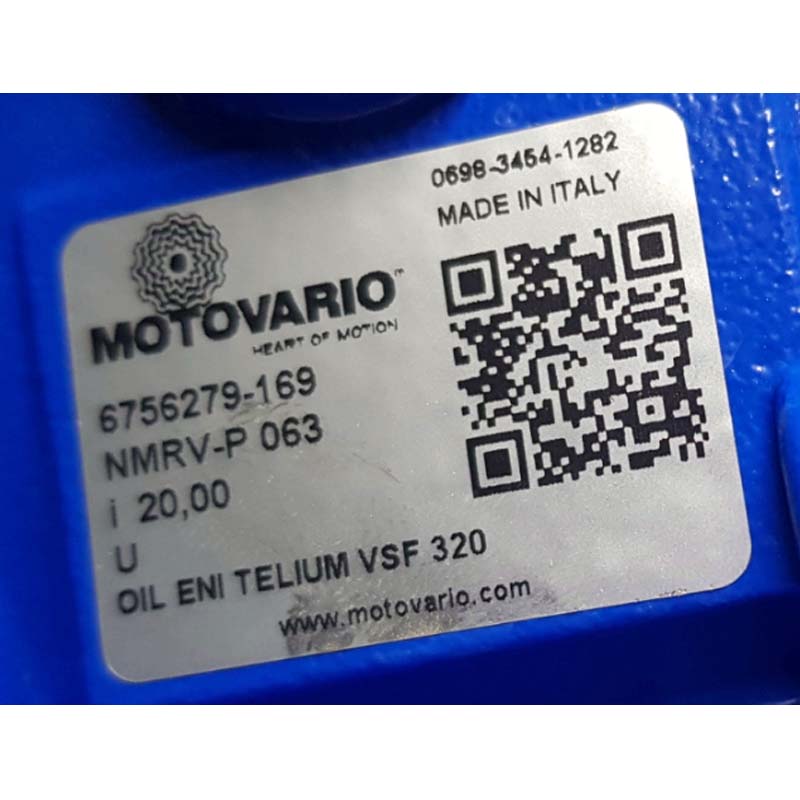 0698-3454-1282
MADE IN ITALY
MOTOVARIO™
HEART OF MOTION
6756279-169
NMRV-P 063
i 20,00
U
OIL ENI TELIUM VSF 320
www.motovario.com